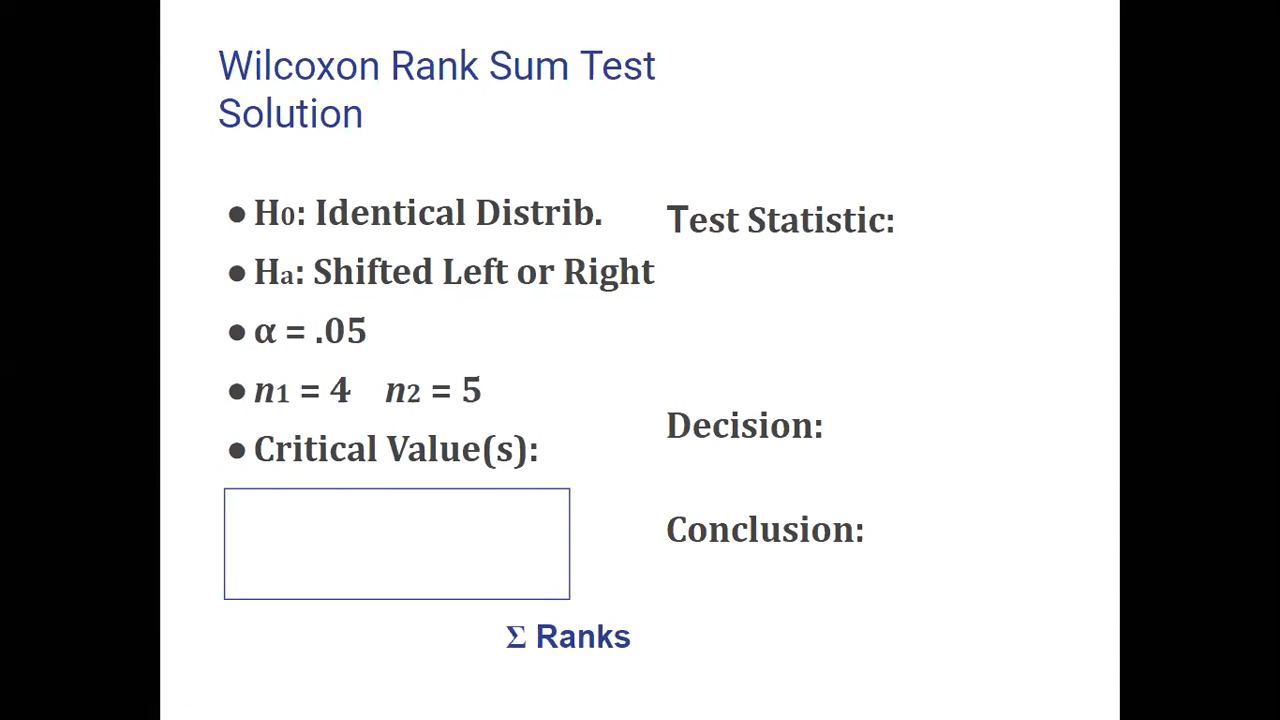 Wilcoxon Rank Sum Test
Solution
● H0: Identical Distrib.
● Ha: Shifted Left or Right
● α = .05
● n1 = 4 n2 = 5
● Critical Value(s):
Σ Ranks
Test Statistic:
Decision:
Conclusion: